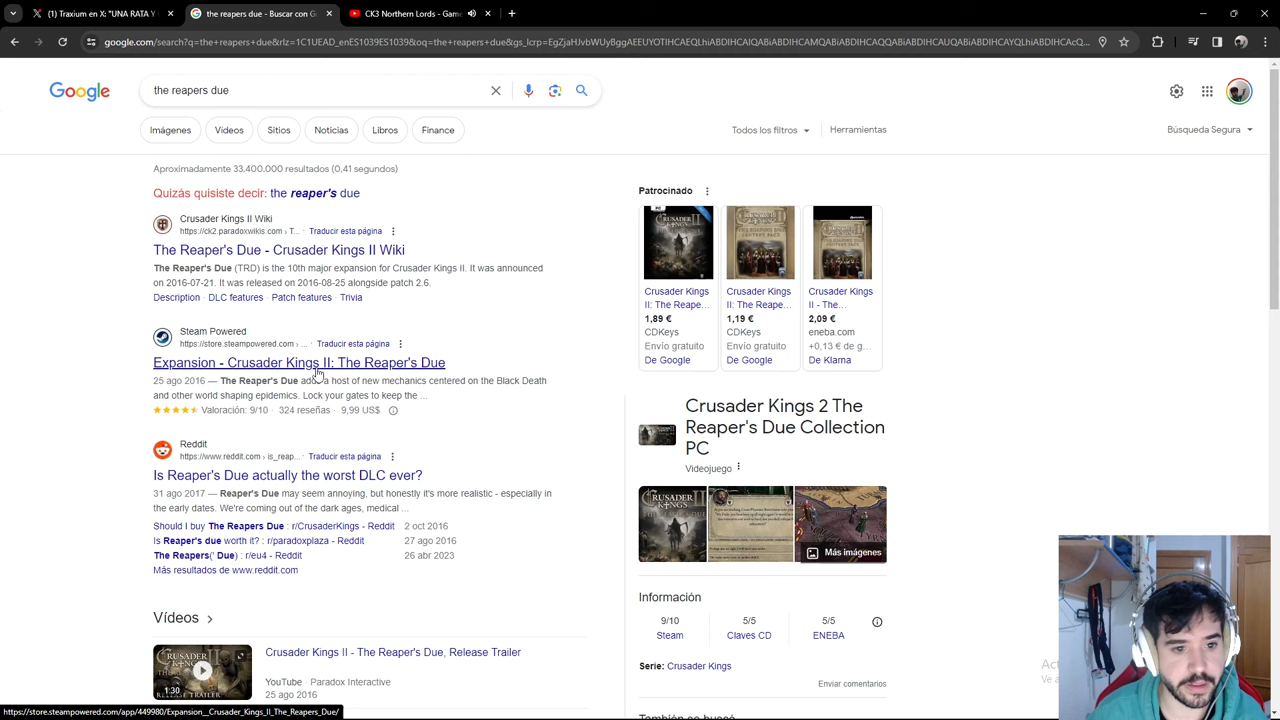 Traxium en X: "UNA RATA
the reapers due - Buscar con G
CK3 Northern Lords - Gam
google.com/search?q=the+reapers+due&rlz=1C1UEAD_enES1039ES1039&oq=the+reapers+due&gs_lcrp=
Google
the reapers due
Imágenes
Vídeos
Sitios
Noticias
Libros
Finance
Todos los filtros
Herramientas
Búsqueda Segura
Aproximadamente 33.400.000 resultados (0,41 segundos)
Quizás quisiste decir: the reaper's due
Crusader Kings II Wiki
https://ck2.paradoxwikis.com › T... · Traducir esta página
The Reaper's Due - Crusader Kings II Wiki
The Reaper's Due (TRD) is the 10th major expansion for Crusader Kings II. It was announced
on 2016-07-21. It was released on 2016-08-25 alongside patch 2.6.
Description · DLC features · Patch features · Trivia
Steam Powered
https://store.steampowered.com › ... · Traducir esta página
Expansion - Crusader Kings II: The Reaper's Due
25 ago 2016 — The Reaper's Due adds a host of new mechanics centered on the Black Death
and other world shaping epidemics. Lock your gates to keep the ...
Valoración: 9/10 · 324 reseñas · 9,99 US$
Reddit
https://www.reddit.com › is_reap... · Traducir esta página
Is Reaper's Due actually the worst DLC ever?
31 ago 2017 — Reaper's Due may seem annoying, but honestly it's more realistic - especially in
the early dates. We're coming out of the dark ages, medical ...
Should I buy The Reapers Due : r/CrusaderKings - Reddit 2 oct 2016
Is Reaper's due worth it? : r/paradoxplaza - Reddit 27 ago 2016
The Reapers(' Due) : r/eu4 - Reddit 26 abr 2023
Más resultados de www.reddit.com
Vídeos
1:30
Crusader Kings II - The Reaper's Due, Release Trailer
YouTube · Paradox Interactive
25 ago 2016
https://store.steampowered.com/app/449980/Expansion__Crusader_Kings_II_The_Reapers_Due/
Patrocinado
Crusader Kings
II: The Reape...
1,89 €
CDKeys
Envío gratuito
De Google
Crusader Kings
II: The Reape...
1,19 €
CDKeys
Envío gratuito
De Google
Crusader Kings
II - The...
2,09 €
eneba.com
+0,13 € de g...
De Klarna
Crusader Kings 2 The
Reaper's Due Collection
PC
Videojuego
Más imágenes
Información
9/10
Steam
5/5
Claves CD
5/5
ENEBA
Serie: Crusader Kings
Enviar comentarios
También se buscó